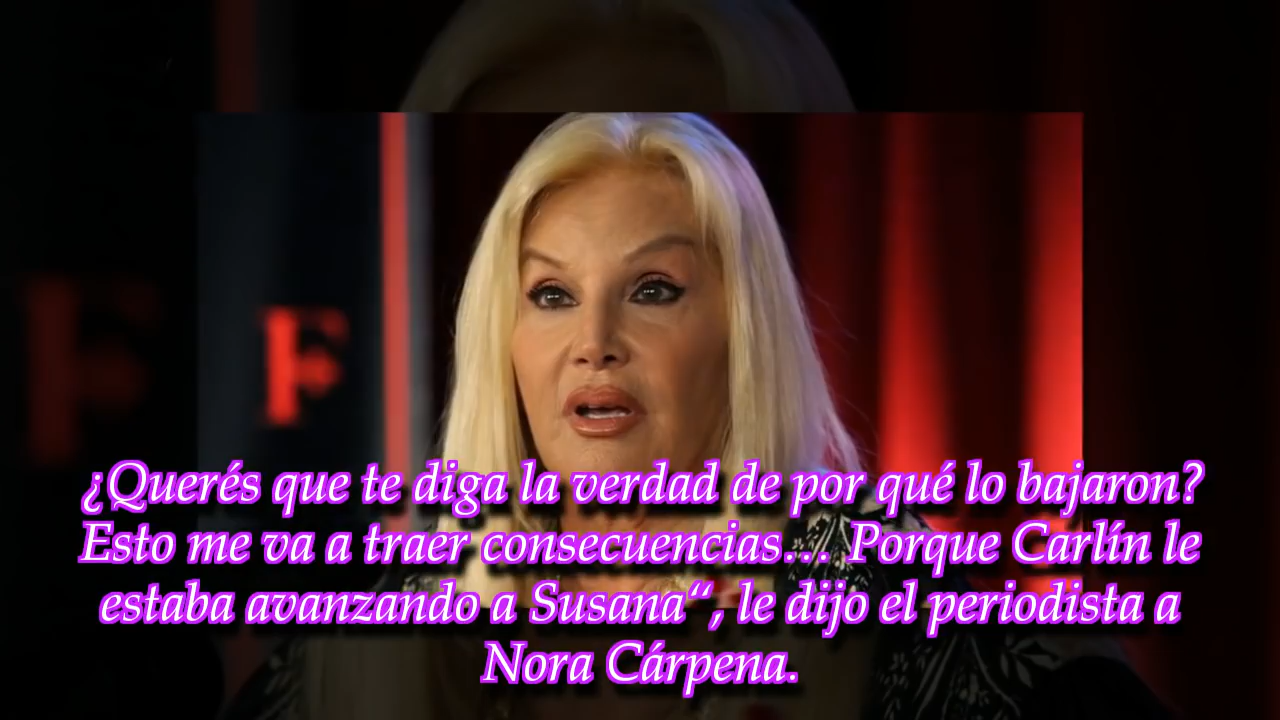 F
F
¿Querés que te diga la verdad de por qué lo bajaron?
Esto me va a traer consecuencias… Porque Carlín le
estaba avanzando a Susana“, le dijo el periodista a
Nora Cárpena.